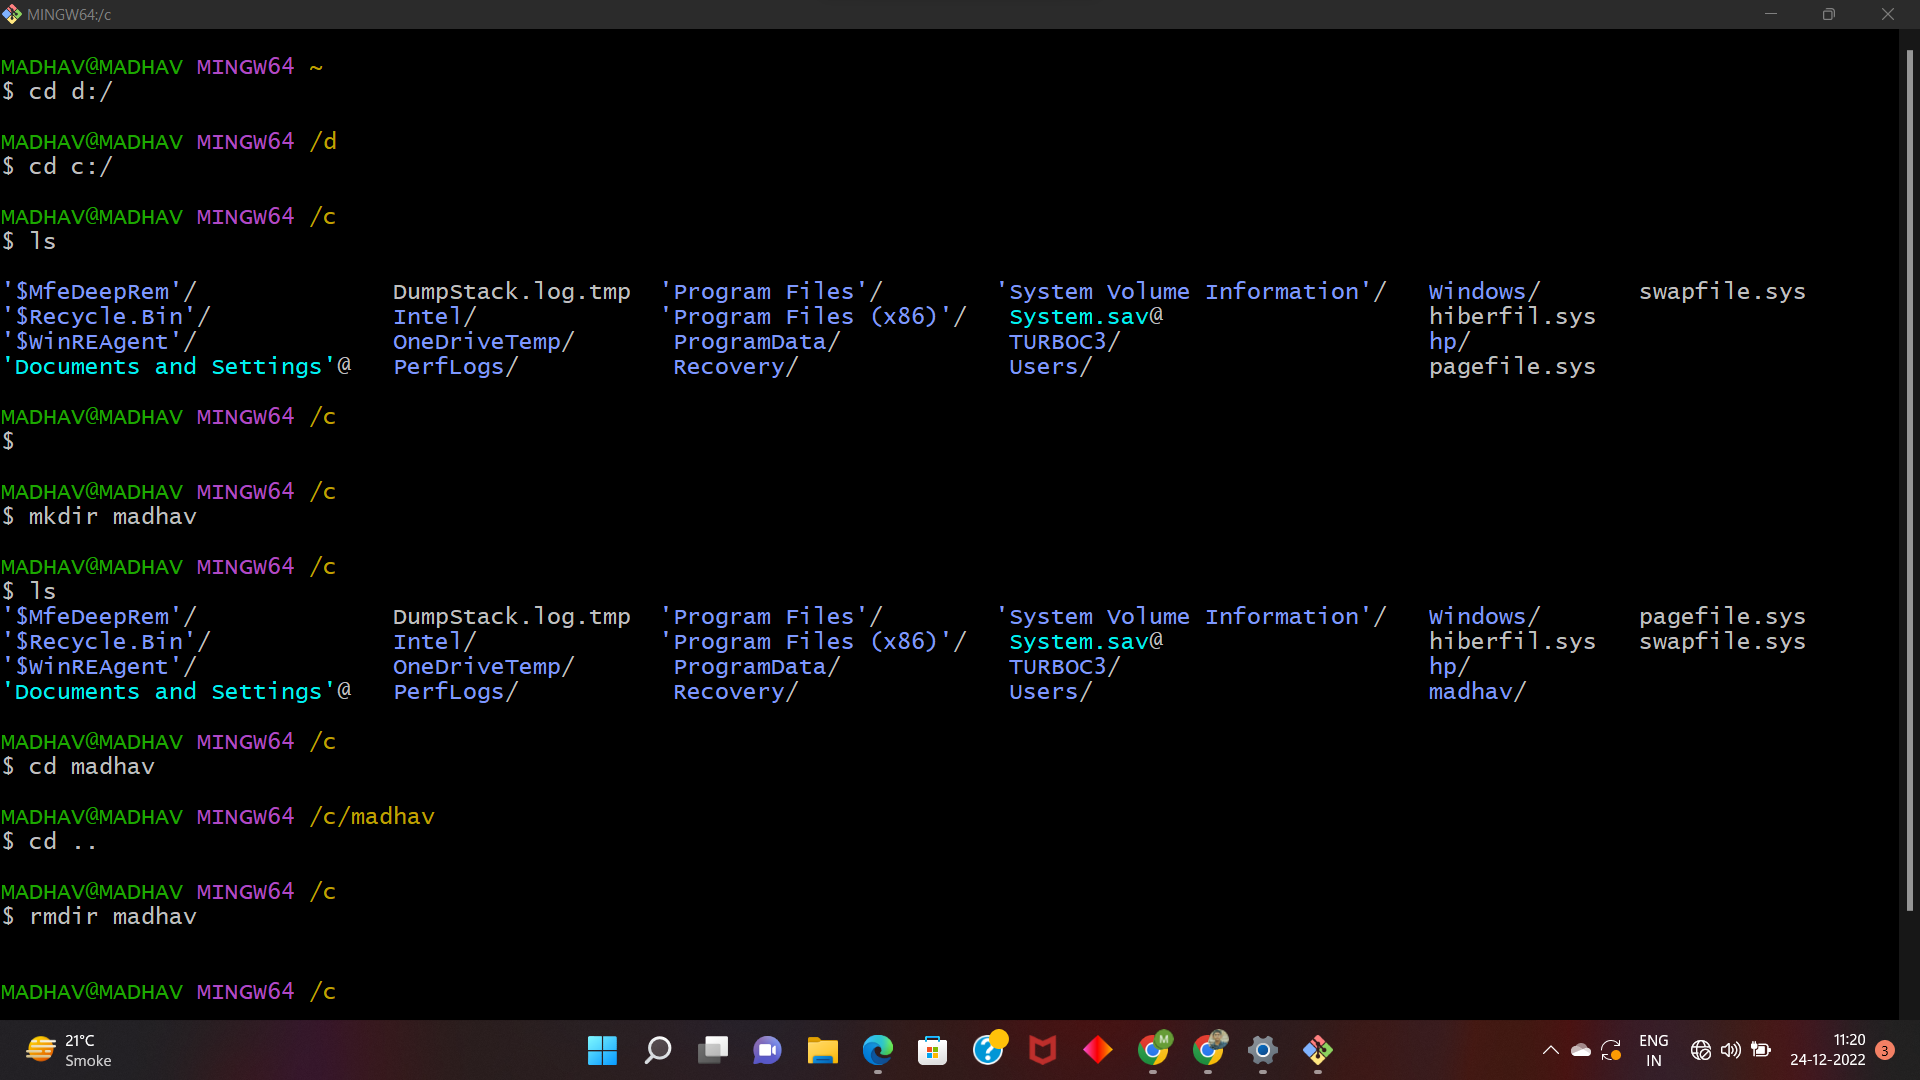 MINGW64:/c
MADHAV@MADHAV MINGW64 ~
$ cd d:/
MADHAV@MADHAV MINGW64 /d
$ cd c:/
MADHAV@MADHAV MINGW64 /c
$ ls
'$MfeDeepRem'/ DumpStack.log.tmp 'Program Files'/ 'System Volume Information'/ Windows/ swapfile.sys
'$Recycle.Bin'/ Intel/ 'Program Files (x86)'/ System.sav@ hiberfil.sys
'$WinREAgent'/ OneDriveTemp/ ProgramData/ TURBOC3/ hp/
'Documents and Settings'@ PerfLogs/ Recovery/ Users/ pagefile.sys
MADHAV@MADHAV MINGW64 /c
$
MADHAV@MADHAV MINGW64 /c
$ mkdir madhav
MADHAV@MADHAV MINGW64 /c
$ ls
'$MfeDeepRem'/ DumpStack.log.tmp 'Program Files'/ 'System Volume Information'/ Windows/ pagefile.sys
'$Recycle.Bin'/ Intel/ 'Program Files (x86)'/ System.sav@ hiberfil.sys swapfile.sys
'$WinREAgent'/ OneDriveTemp/ ProgramData/ TURBOC3/ hp/
'Documents and Settings'@ PerfLogs/ Recovery/ Users/ madhav/
MADHAV@MADHAV MINGW64 /c
$ cd madhav
MADHAV@MADHAV MINGW64 /c/madhav
$ cd ..
MADHAV@MADHAV MINGW64 /c
$ rmdir madhav
MADHAV@MADHAV MINGW64 /c
21°C
Smoke
M
ENG
IN
11:20
24-12-2022
3